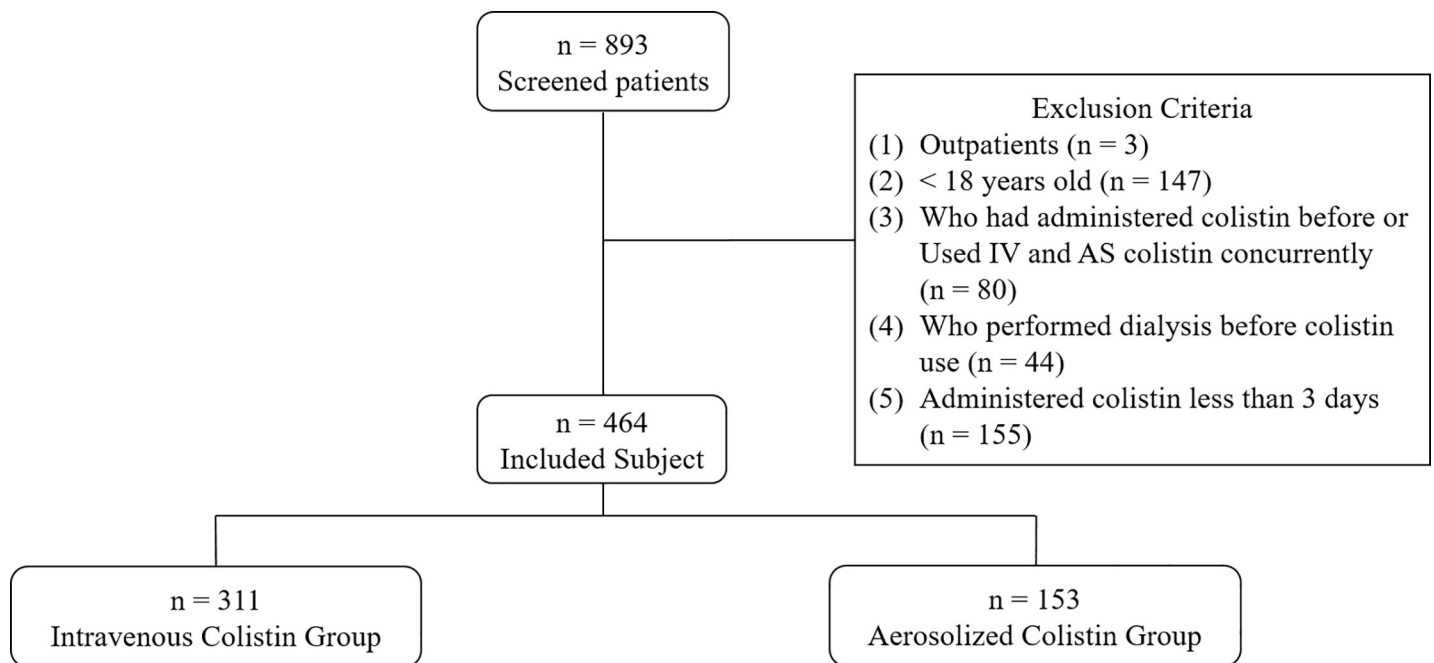 n = 893
Screened patients
Exclusion Criteria
(1) Outpatients (n = 3)
(2) < 18 years old (n = 147)
(3) Who had administered colistin before or
Used IV and AS colistin concurrently
(n = 80)
(4) Who performed dialysis before colistin
use (n = 44)
(5) Administered colistin less than 3 days
(n = 155)
n = 464
Included Subject
n = 311
Intravenous Colistin Group
n = 153
Aerosolized Colistin Group